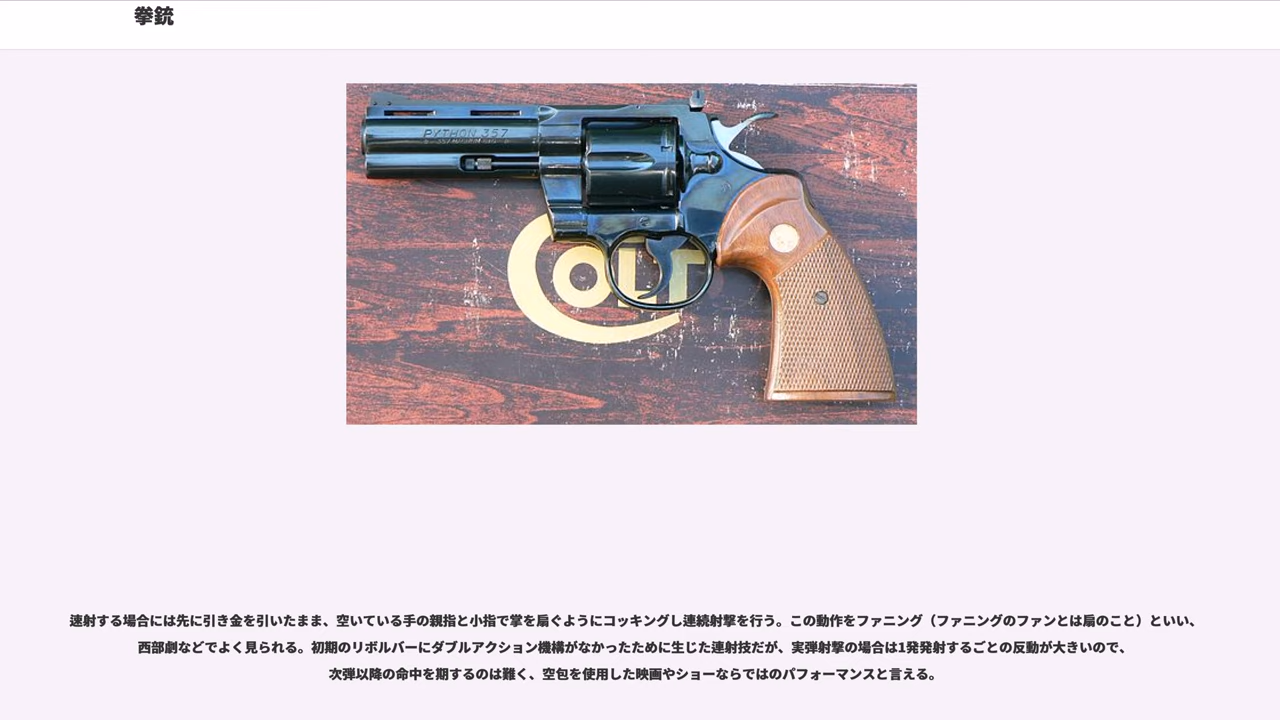 拳銃
PYTHON 357
COLT
速射する場合には先に引き金を引いたまま、空いている手の親指と小指で掌を扇ぐようにコッキングし連続射撃を行う。この動作をファニング（ファニングのファンとは扇のこと）といい、
西部劇などでよく見られる。初期のリボルバーにダブルアクション機構がなかったために生じた連射技だが、実弾射撃の場合は1発発射するごとの反動が大きいので、
次弾以降の命中を期するのは難く、空包を使用した映画やショーならではのパフォーマンスと言える。